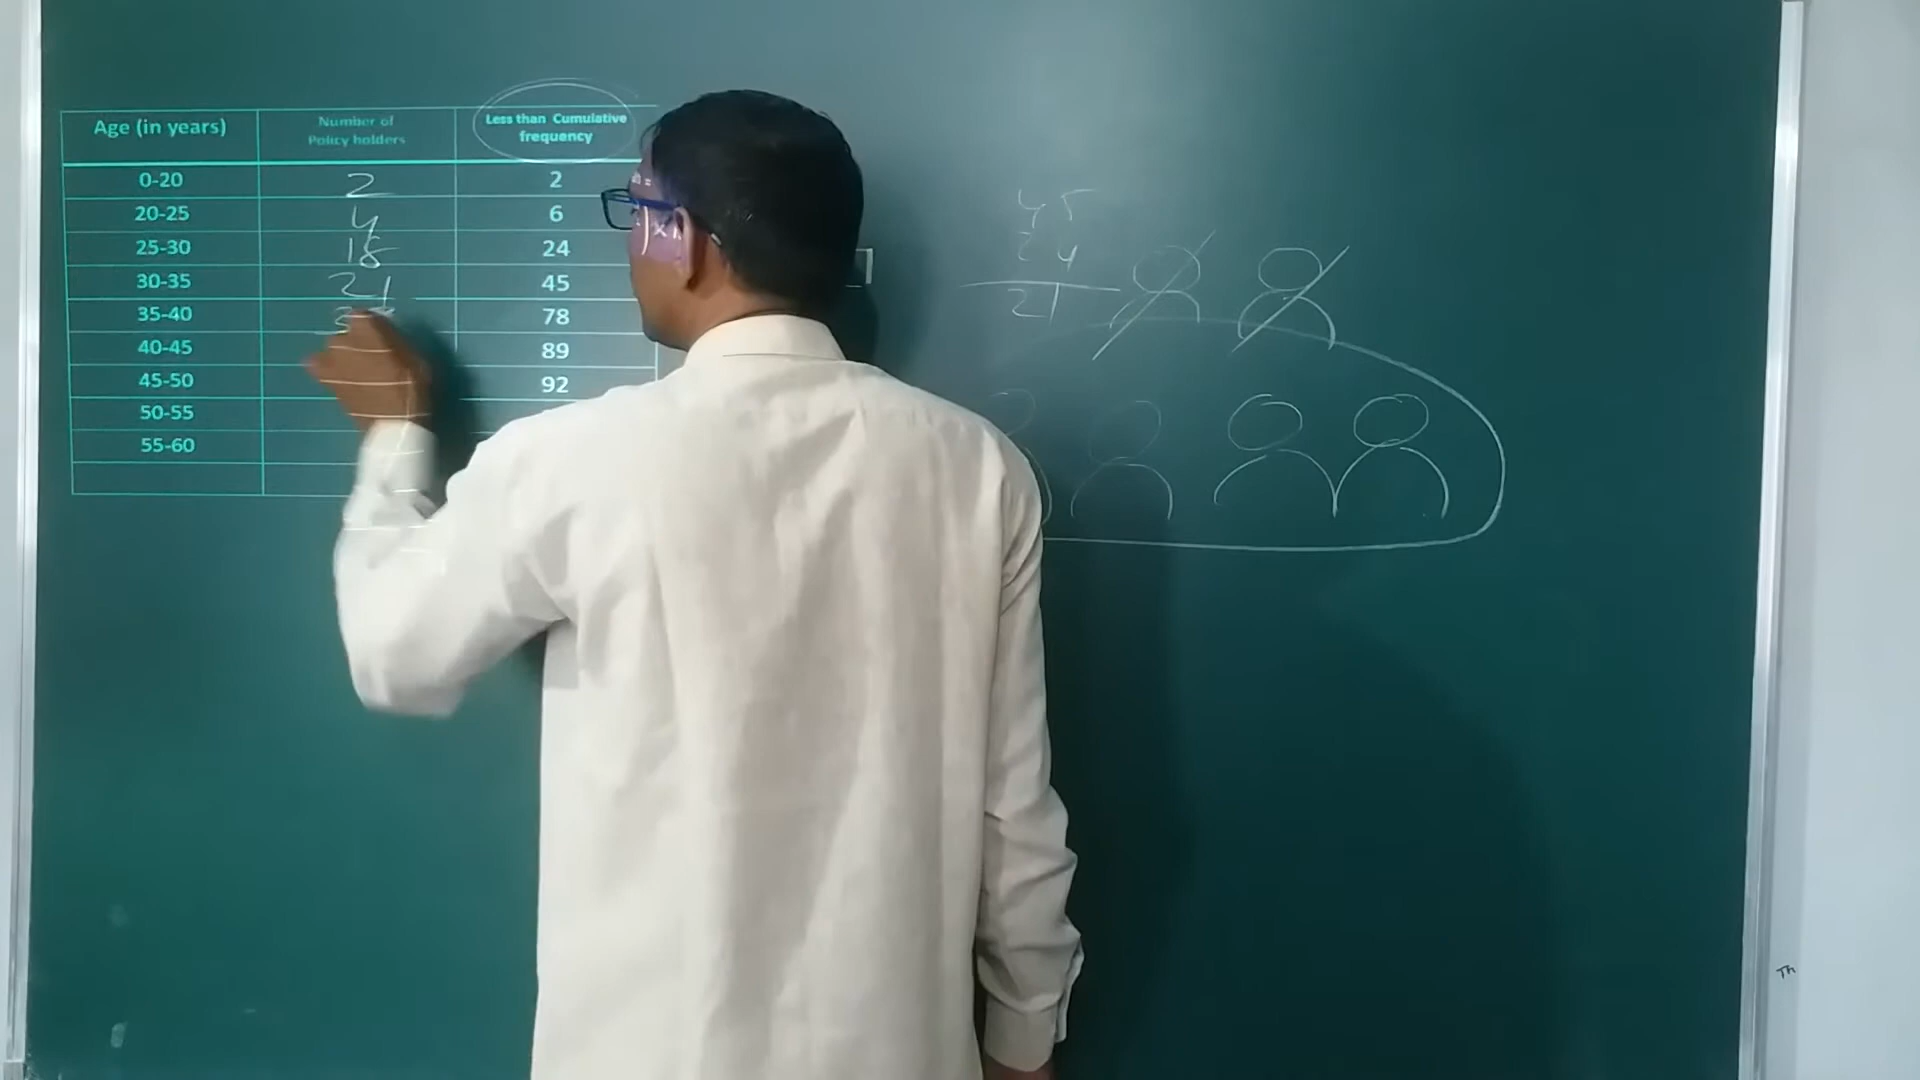 Age (in years) Number of Policy holders Less than Cumulative frequency
0-20 2 2
20-25 4 6
25-30 18 24
30-35 21 45
35-40 78
40-45 89
45-50 92
50-55
55-60
45
24
21
Th